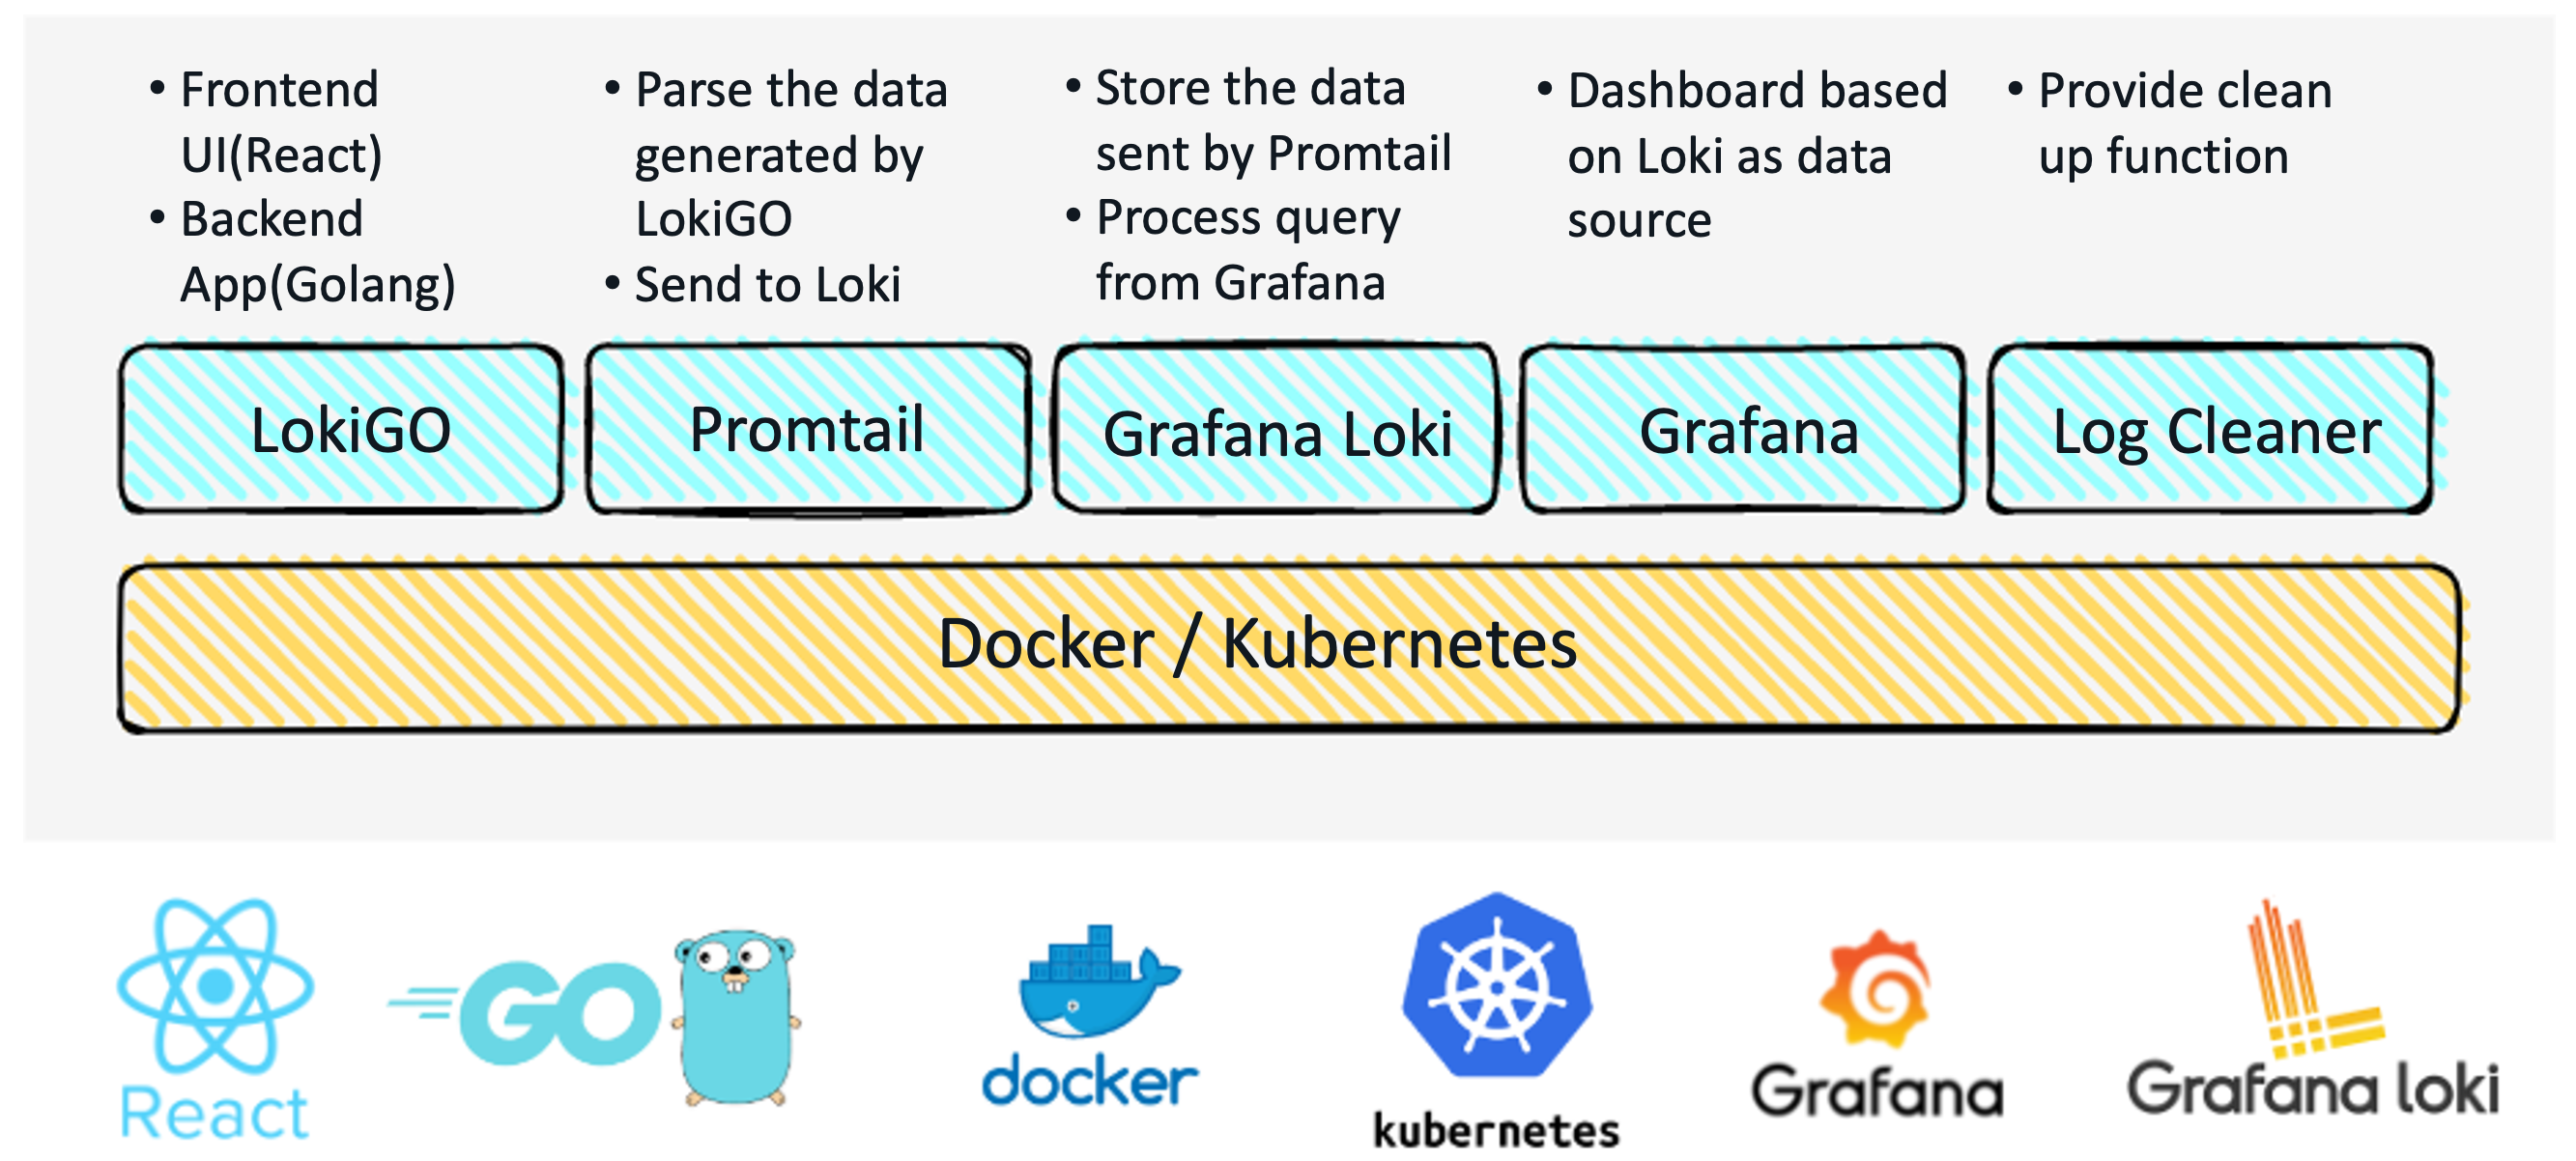 • Frontend
UI(React)
• Backend
App(Golang)
• Parse the data
generated by
LokiGO
• Send to Loki
• Store the data
sent by Promtail
• Process query
from Grafana
• Dashboard based
on Loki as data
source
• Provide clean
up function
LokiGO
Promtail
Grafana Loki
Grafana
Log Cleaner
Docker / Kubernetes
React
GO
docker
kubernetes
Grafana
Grafana loki